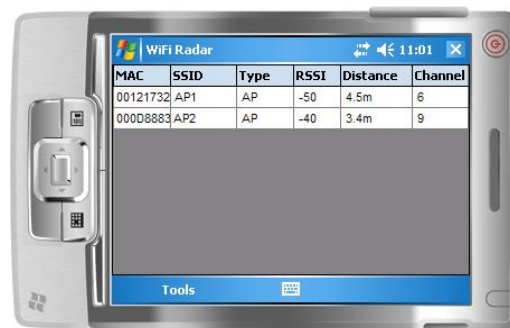 WiFi Radar 11:01
MAC SSID Type RSSI Distance Channel
00121732 AP1 AP -50 4.5m 6
000D8883 AP2 AP -40 3.4m 9
Tools